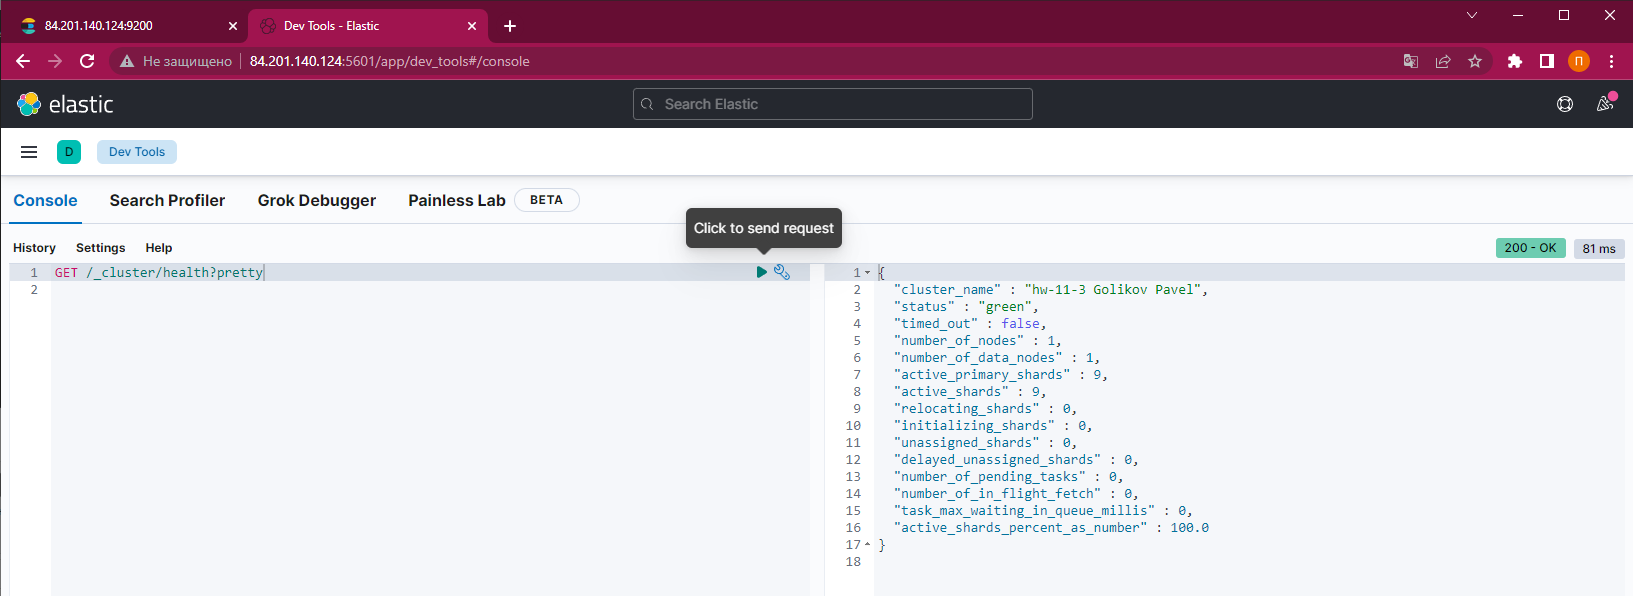 84.201.140.124:9200
Dev Tools - Elastic
Не защищено 84.201.140.124:5601/app/dev_tools#/console
П
elastic
Search Elastic
D
Dev Tools
Console Search Profiler Grok Debugger Painless Lab BETA
Click to send request
History Settings Help
200 - OK 81 ms
1 GET /_cluster/health?pretty
2
1 {
2 "cluster_name" : "hw-11-3 Golikov Pavel",
3 "status" : "green",
4 "timed_out" : false,
5 "number_of_nodes" : 1,
6 "number_of_data_nodes" : 1,
7 "active_primary_shards" : 9,
8 "active_shards" : 9,
9 "relocating_shards" : 0,
10 "initializing_shards" : 0,
11 "unassigned_shards" : 0,
12 "delayed_unassigned_shards" : 0,
13 "number_of_pending_tasks" : 0,
14 "number_of_in_flight_fetch" : 0,
15 "task_max_waiting_in_queue_millis" : 0,
16 "active_shards_percent_as_number" : 100.0
17 }
18